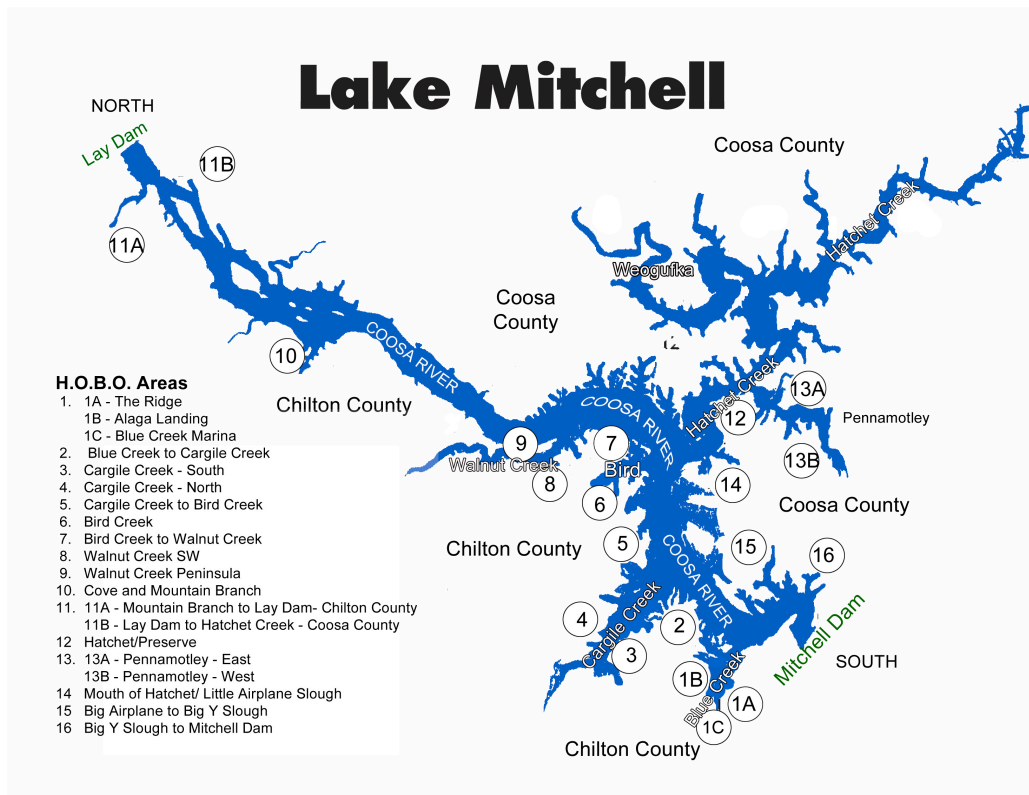 Lake Mitchell
NORTH
Lay Dam
11B
11A
Coosa County
Hatchet Creek
Weogufka
Coosa
County
COOSA RIVER
10
12
H.O.B.O. Areas
1. 1A - The Ridge
1B - Alaga Landing
1C - Blue Creek Marina
2. Blue Creek to Cargile Creek
3. Cargile Creek - South
4. Cargile Creek - North
5. Cargile Creek to Bird Creek
6. Bird Creek
7. Bird Creek to Walnut Creek
8. Walnut Creek SW
9. Walnut Creek Peninsula
10. Cove and Mountain Branch
11. 11A - Mountain Branch to Lay Dam- Chilton County
11B - Lay Dam to Hatchet Creek - Coosa County
12 Hatchet/Preserve
13. 13A - Pennamotley - East
13B - Pennamotley - West
14 Mouth of Hatchet/ Little Airplane Slough
15 Big Airplane to Big Y Slough
16 Big Y Slough to Mitchell Dam
Chilton County
COOSA RIVER
Hatchet Creek
13A
12
Pennamotley
9
7
Walnut Creek
Bird
13B
8
14
6
Coosa County
Chilton County
5
COOSA RIVER
15
16
4
Cargile Creek
2
3
Mitchell Dam
SOUTH
1B
Blue Creek
1A
1C
Chilton County